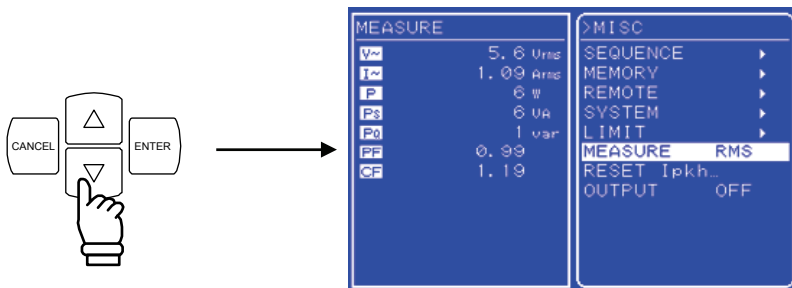 CANCEL
ENTER
MEASURE
V~ 5.6 Vrms
I~ 1.09 Arms
P 6 W
Ps 6 VA
PQ 1 var
PF 0.99
CF 1.19
>MISC
SEQUENCE
MEMORY
REMOTE
SYSTEM
LIMIT
MEASURE RMS
RESET Ipkh…
OUTPUT OFF